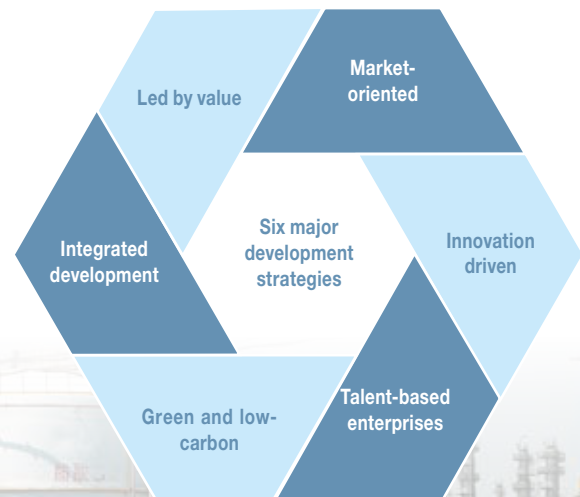 Led by value
Market-
oriented
Integrated
development
Six major
development
strategies
Innovation
driven
Green and low-
carbon
Talent-based
enterprises